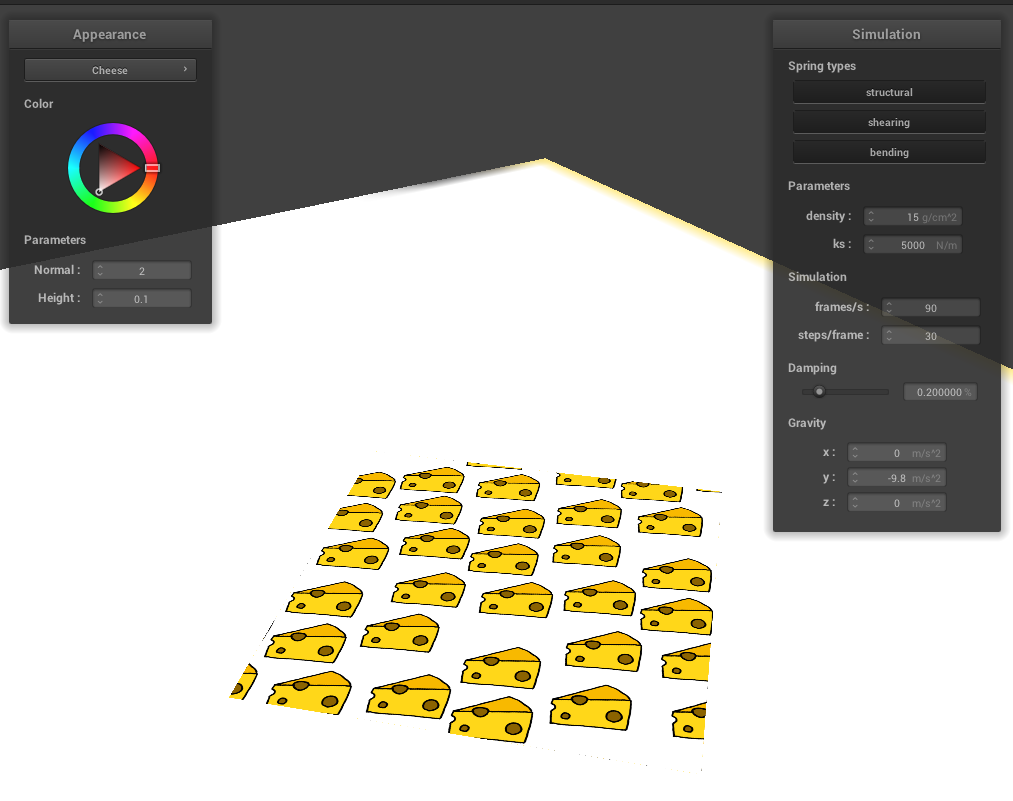 Appearance
Cheese
Color
Parameters
Normal : 2
Height : 0.1
Simulation
Spring types
structural
shearing
bending
Parameters
density : 15 g/cm^2
ks : 5000 N/m
Simulation
frames/s : 90
steps/frame : 30
Damping
0.200000 %
Gravity
x : 0 m/s^2
y : -9.8 m/s^2
z : 0 m/s^2